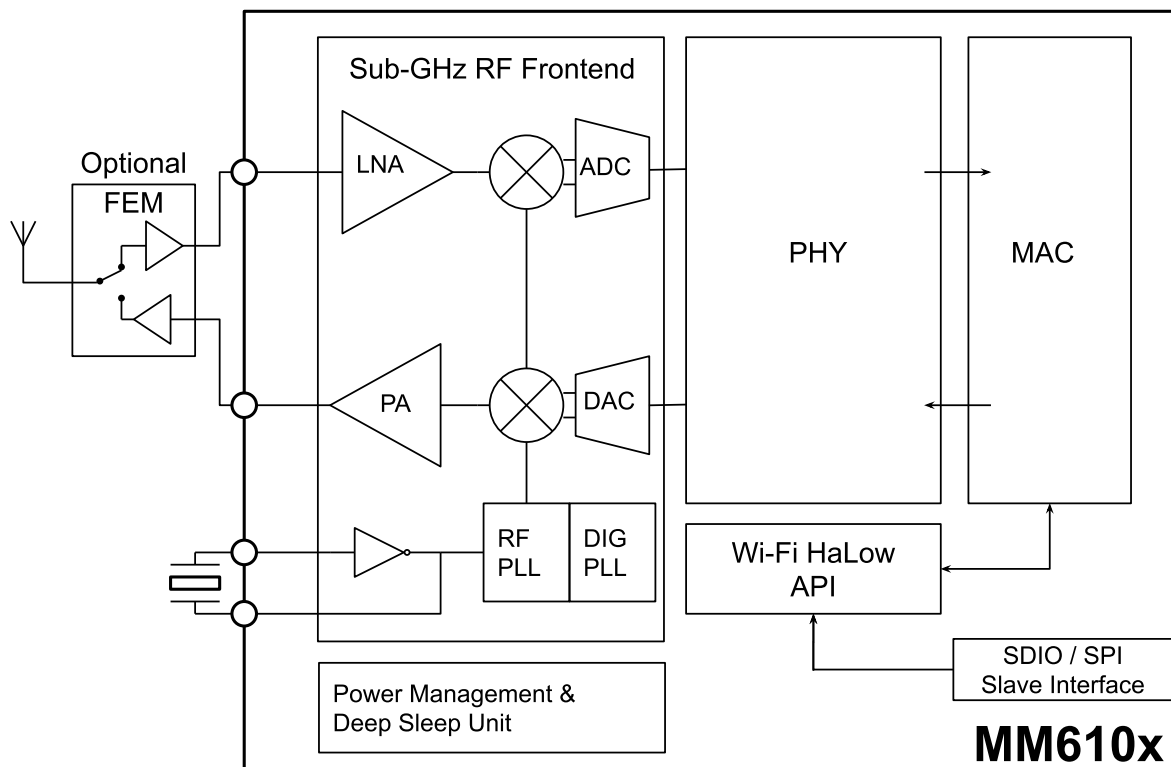 Sub-GHz RF Frontend
Optional
FEM
LNA
ADC
PHY
MAC
PA
DAC
RF
PLL
DIG
PLL
Wi-Fi HaLow
API
SDIO / SPI
Slave Interface
Power Management &
Deep Sleep Unit
MM610x